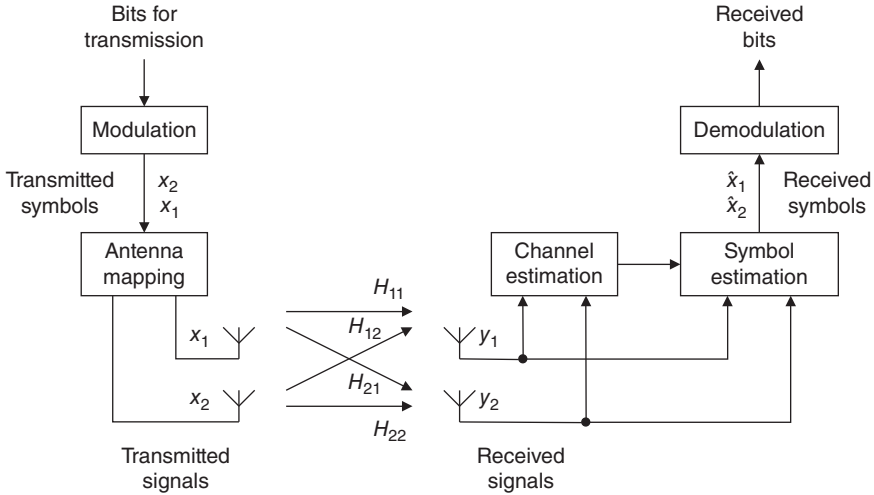 Bits for
transmission
Received
bits
Modulation
Demodulation
Transmitted
symbols
x₂
x₁
x̂₁
x̂₂
Received
symbols
Antenna
mapping
Channel
estimation
Symbol
estimation
H₁₁
x₁
H₁₂
y₁
H₂₁
x₂
y₂
H₂₂
Transmitted
signals
Received
signals